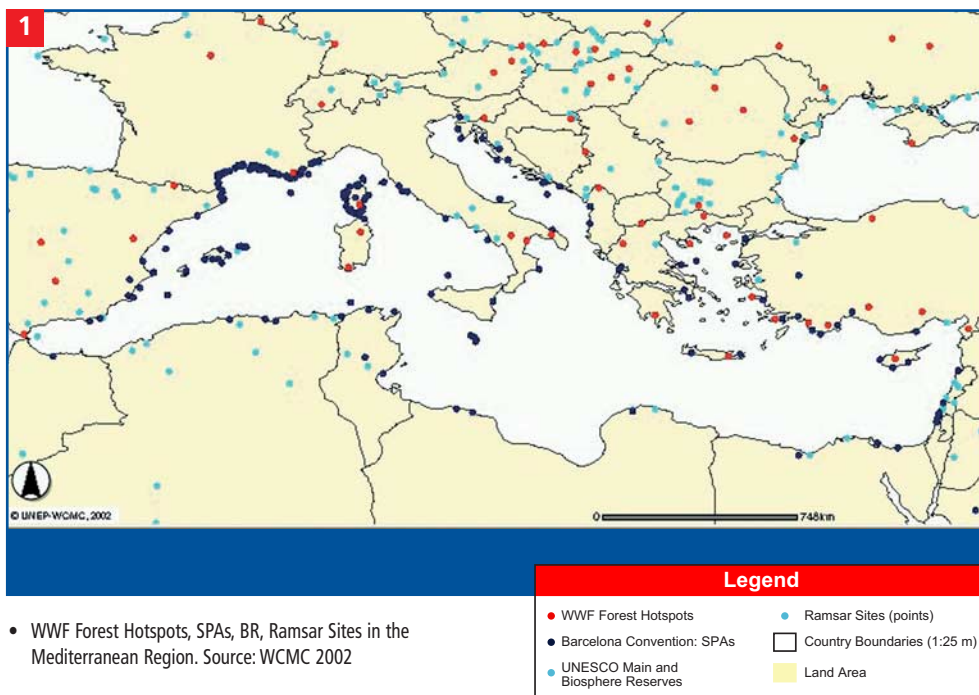 1
© UNEP-WCMC, 2002
0 748km
Legend
• WWF Forest Hotspots
• Barcelona Convention: SPAs
• UNESCO Main and
Biosphere Reserves
• Ramsar Sites (points)
Country Boundaries (1:25 m)
Land Area
• WWF Forest Hotspots, SPAs, BR, Ramsar Sites in the
Mediterranean Region. Source: WCMC 2002